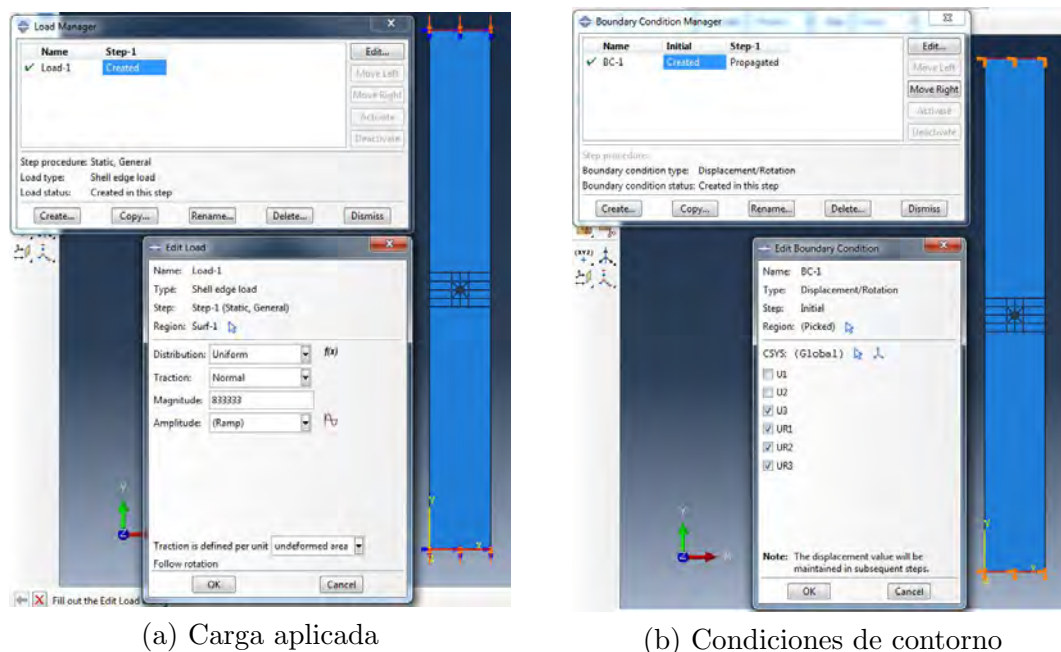 Load Manager
Name Step-1
Load-1 Created
Edit...
Move Left
Move Right
Activate
Deactivate
Step procedure: Static, General
Load type: Shell edge load
Load status: Created in this step
Create... Copy... Rename... Delete... Dismiss
Edit Load
Name: Load-1
Type: Shell edge load
Step: Step-1 (Static, General)
Region: Surf-1
Distribution: Uniform f(x)
Traction: Normal
Magnitude: 833333
Amplitude: (Ramp)
Traction is defined per unit undeformed area
Follow rotation
OK Cancel
Y
Z
Y
X
Fill out the Edit Load
(a) Carga aplicada
Boundary Condition Manager
Name Initial Step-1
BC-1 Created Propagated
Edit...
Move Left
Move Right
Activate
Deactivate
Step procedure:
Boundary condition type: Displacement/Rotation
Boundary condition status: Created in this step
Create... Copy... Rename... Delete... Dismiss
(XYZ)
Edit Boundary Condition
Name: BC-1
Type: Displacement/Rotation
Step: Initial
Region: (Picked)
CSYS: (Global)
U1
U2
U3
UR1
UR2
UR3
Note: The displacement value will be
maintained in subsequent steps.
OK Cancel
Y
Z
X
Y
(b) Condiciones de contorno